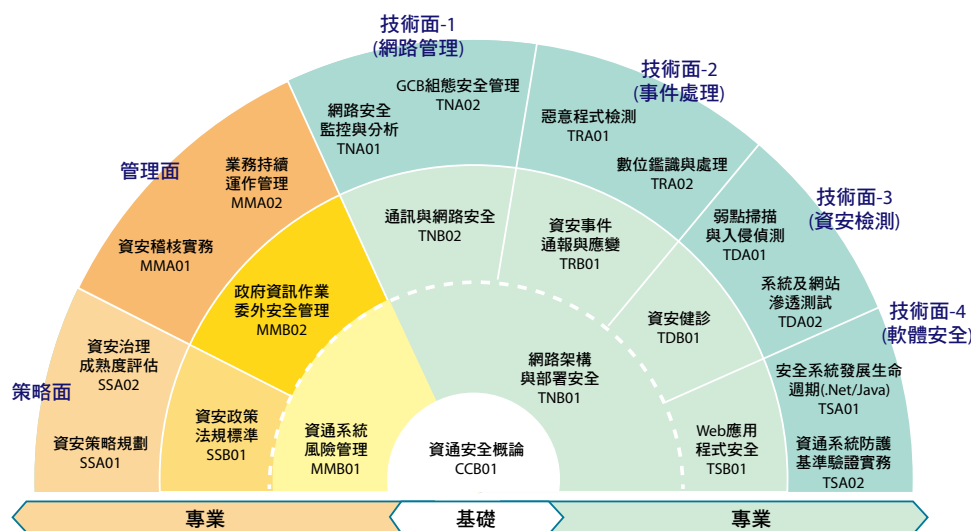 技術面-1
(網路管理)
GCB組態安全管理
TNA02
網路安全
監控與分析
TNA01
技術面-2
(事件處理)
惡意程式檢測
TRA01
數位鑑識與處理
TRA02
管理面
業務持續
運作管理
MMA02
資安稽核實務
MMA01
通訊與網路安全
TNB02
資安事件
通報與應變
TRB01
技術面-3
(資安檢測)
弱點掃描
與入侵偵測
TDA01
系統及網站
滲透測試
TDA02
政府資訊作業
委外安全管理
MMB02
資安健診
TDB01
技術面-4
(軟體安全)
策略面
資安治理
成熟度評估
SSA02
資安策略規劃
SSA01
資安政策
法規標準
SSB01
資通系統
風險管理
MMB01
網路架構
與部署安全
TNB01
資通安全概論
CCB01
Web應用
程式安全
TSB01
安全系統發展生命
週期(.Net/Java)
TSA01
資通系統防護
基準驗證實務
TSA02
專業
基礎
專業